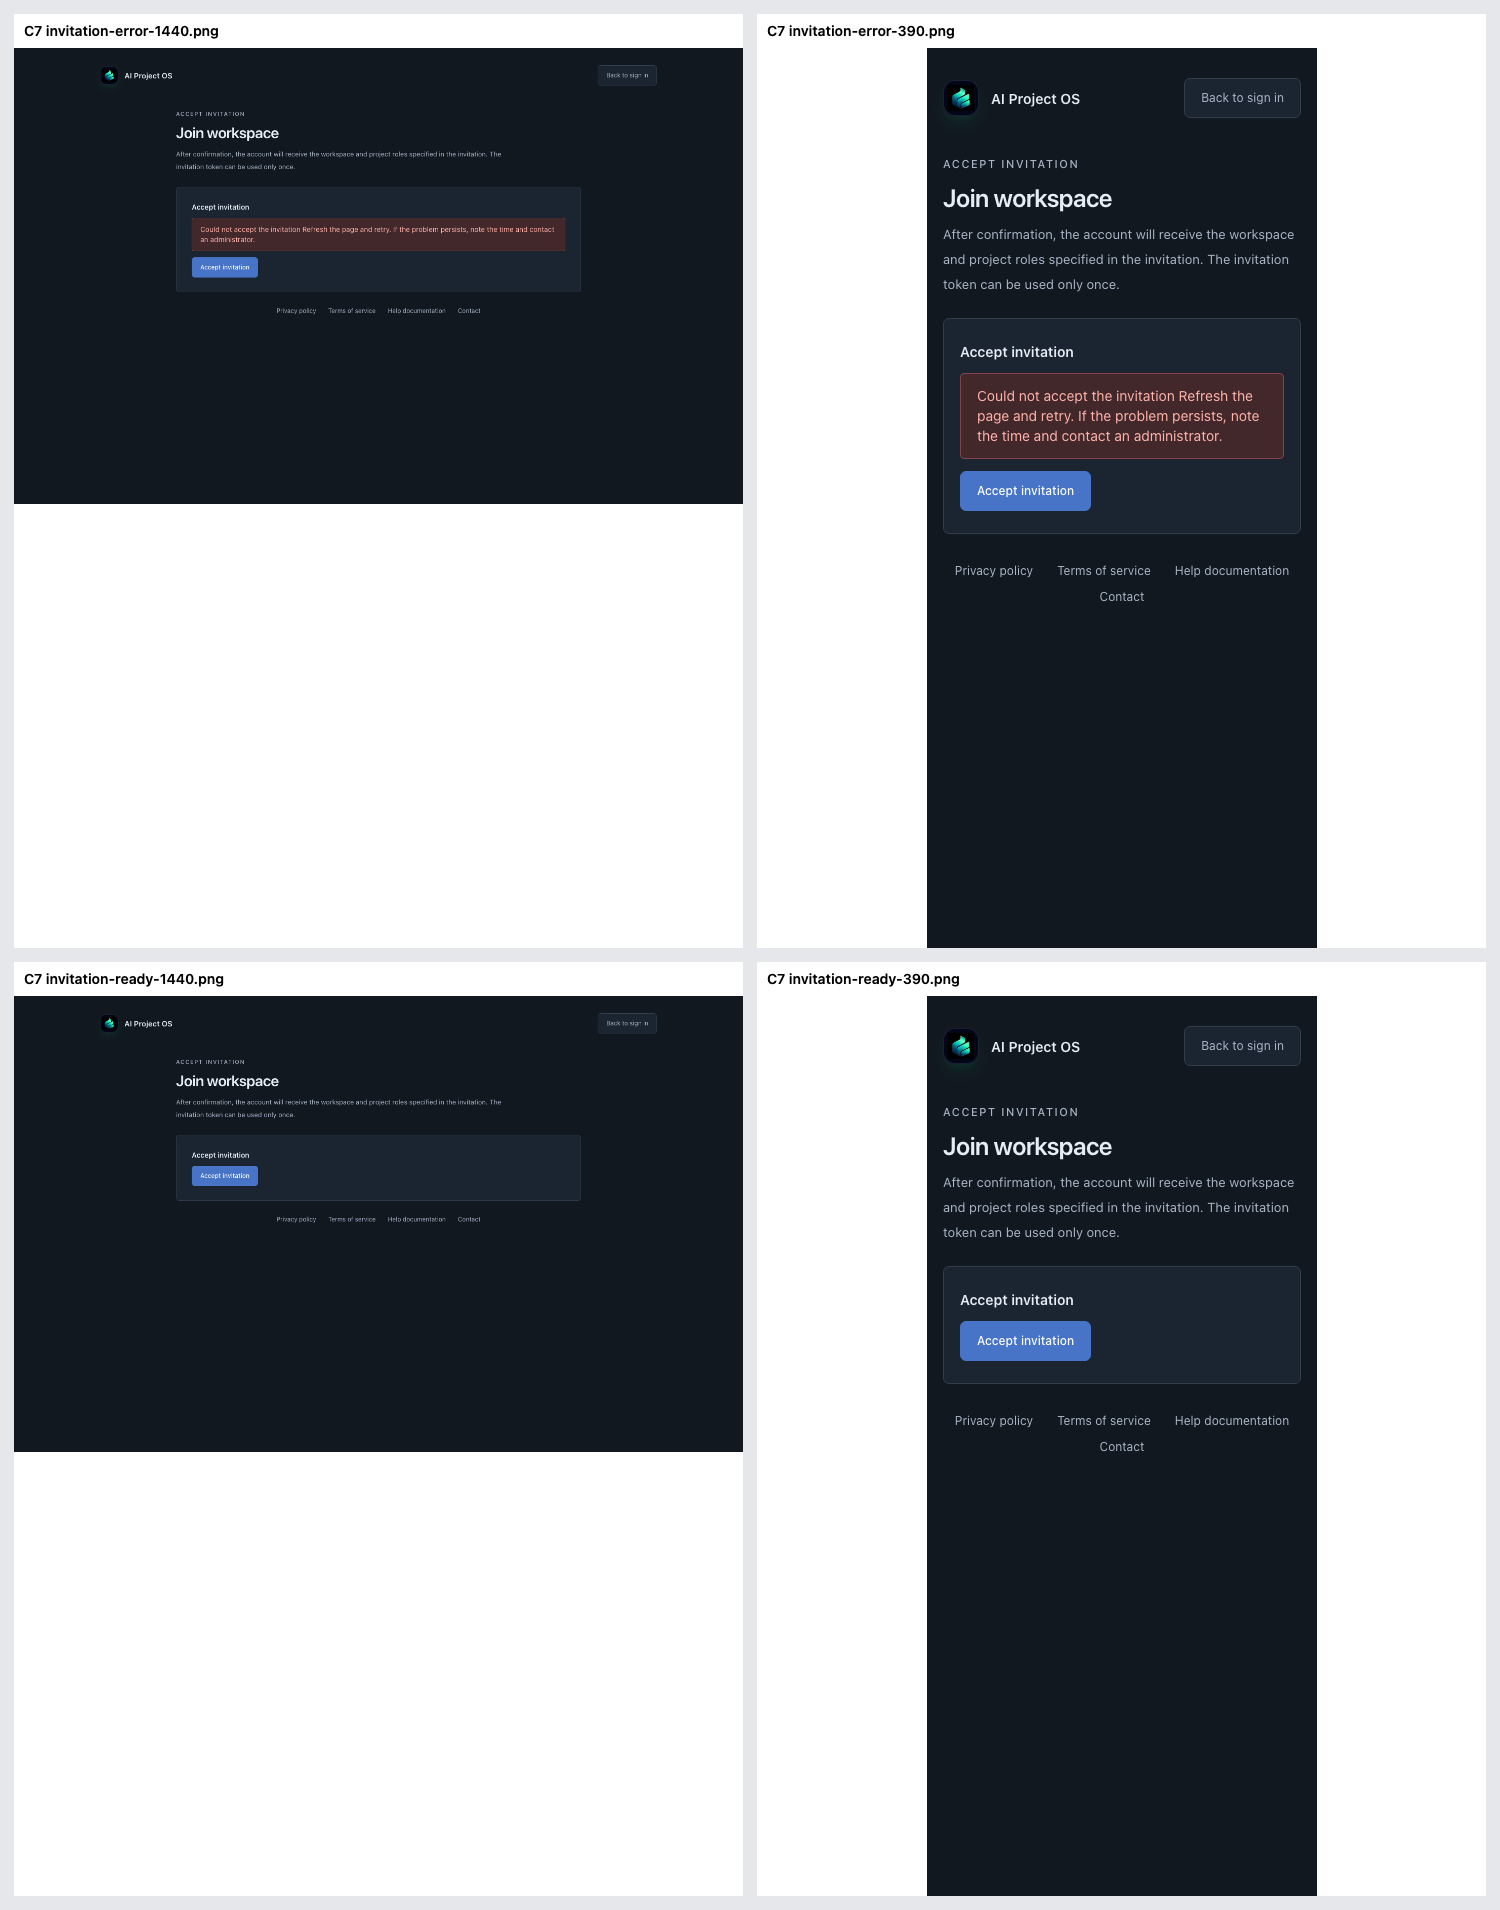 C7 invitation-error-1440.png
AI Project OS
Back to sign in
ACCEPT INVITATION
Join workspace
After confirmation, the account will receive the workspace and project roles specified in the invitation. The
invitation token can be used only once.
Accept invitation
Could not accept the invitation Refresh the page and retry. If the problem persists, note the time and contact
an administrator.
Accept invitation
Privacy policy Terms of service Help documentation Contact
C7 invitation-error-390.png
AI Project OS
Back to sign in
ACCEPT INVITATION
Join workspace
After confirmation, the account will receive the workspace
and project roles specified in the invitation. The invitation
token can be used only once.
Accept invitation
Could not accept the invitation Refresh the
page and retry. If the problem persists, note
the time and contact an administrator.
Accept invitation
Privacy policy Terms of service Help documentation
Contact
C7 invitation-ready-1440.png
AI Project OS
Back to sign in
ACCEPT INVITATION
Join workspace
After confirmation, the account will receive the workspace and project roles specified in the invitation. The
invitation token can be used only once.
Accept invitation
Accept invitation
Privacy policy Terms of service Help documentation Contact
C7 invitation-ready-390.png
AI Project OS
Back to sign in
ACCEPT INVITATION
Join workspace
After confirmation, the account will receive the workspace
and project roles specified in the invitation. The invitation
token can be used only once.
Accept invitation
Accept invitation
Privacy policy Terms of service Help documentation
Contact